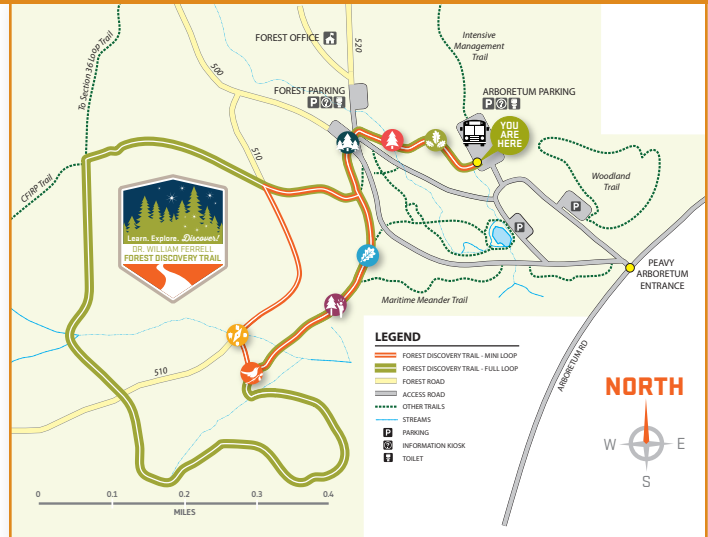 FOREST OFFICE
520
Intensive
Management
Trail
To Section 36 Loop Trail
500
FOREST PARKING
P
ARBORETUM PARKING
P
YOU
ARE
HERE
510
CFIRP Trail
Woodland
Trail
P
P
Learn. Explore. Discover!
DR. WILLIAM FERRELL
FOREST DISCOVERY TRAIL
PEAVY
ARBORETUM
ENTRANCE
Maritime Meander Trail
510
ARBORETUM RD
LEGEND
FOREST DISCOVERY TRAIL - MINI LOOP
FOREST DISCOVERY TRAIL - FULL LOOP
FOREST ROAD
ACCESS ROAD
OTHER TRAILS
STREAMS
P PARKING
INFORMATION KIOSK
TOILET
NORTH
W E
S
0 0.1 0.2 0.3 0.4
MILES